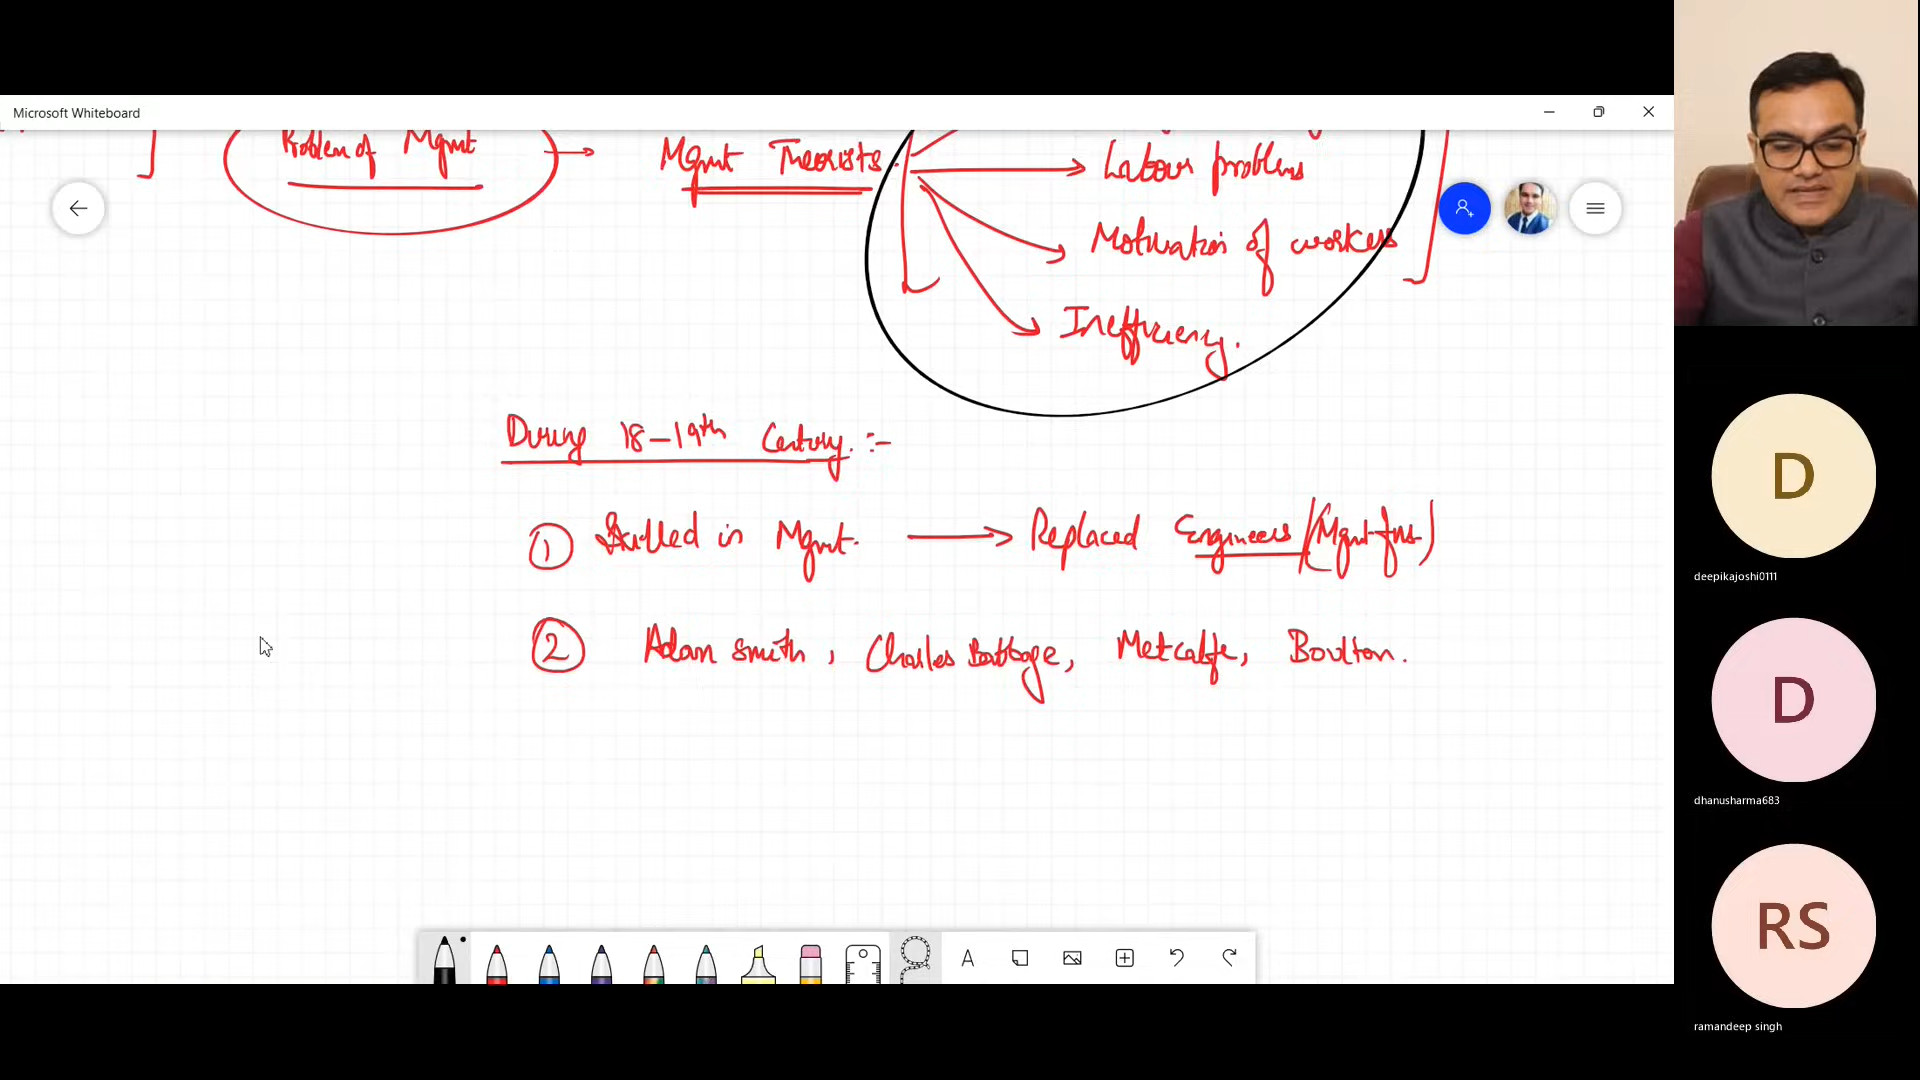 Microsoft Whiteboard
Problem of Mgmt
Mgmt Theorists.
Labour problems
Motivation of workers
Inefficiency.
During 18-19th Century :-
1 Skilled in Mgmt. Replaced Engineers/(Mgmt fns)
2 Adam Smith, Charles Babbage, Metcalfe, Boulton.
A
D
deepikajoshi0111
D
dhanusharma683
RS
ramandeep singh